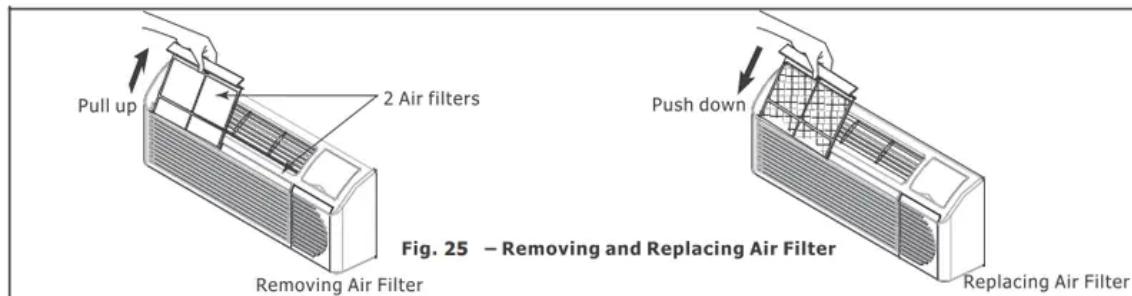 Pull up
2 Air filters
Push down
Fig. 25 – Removing and Replacing Air Filter
Removing Air Filter
Replacing Air Filter